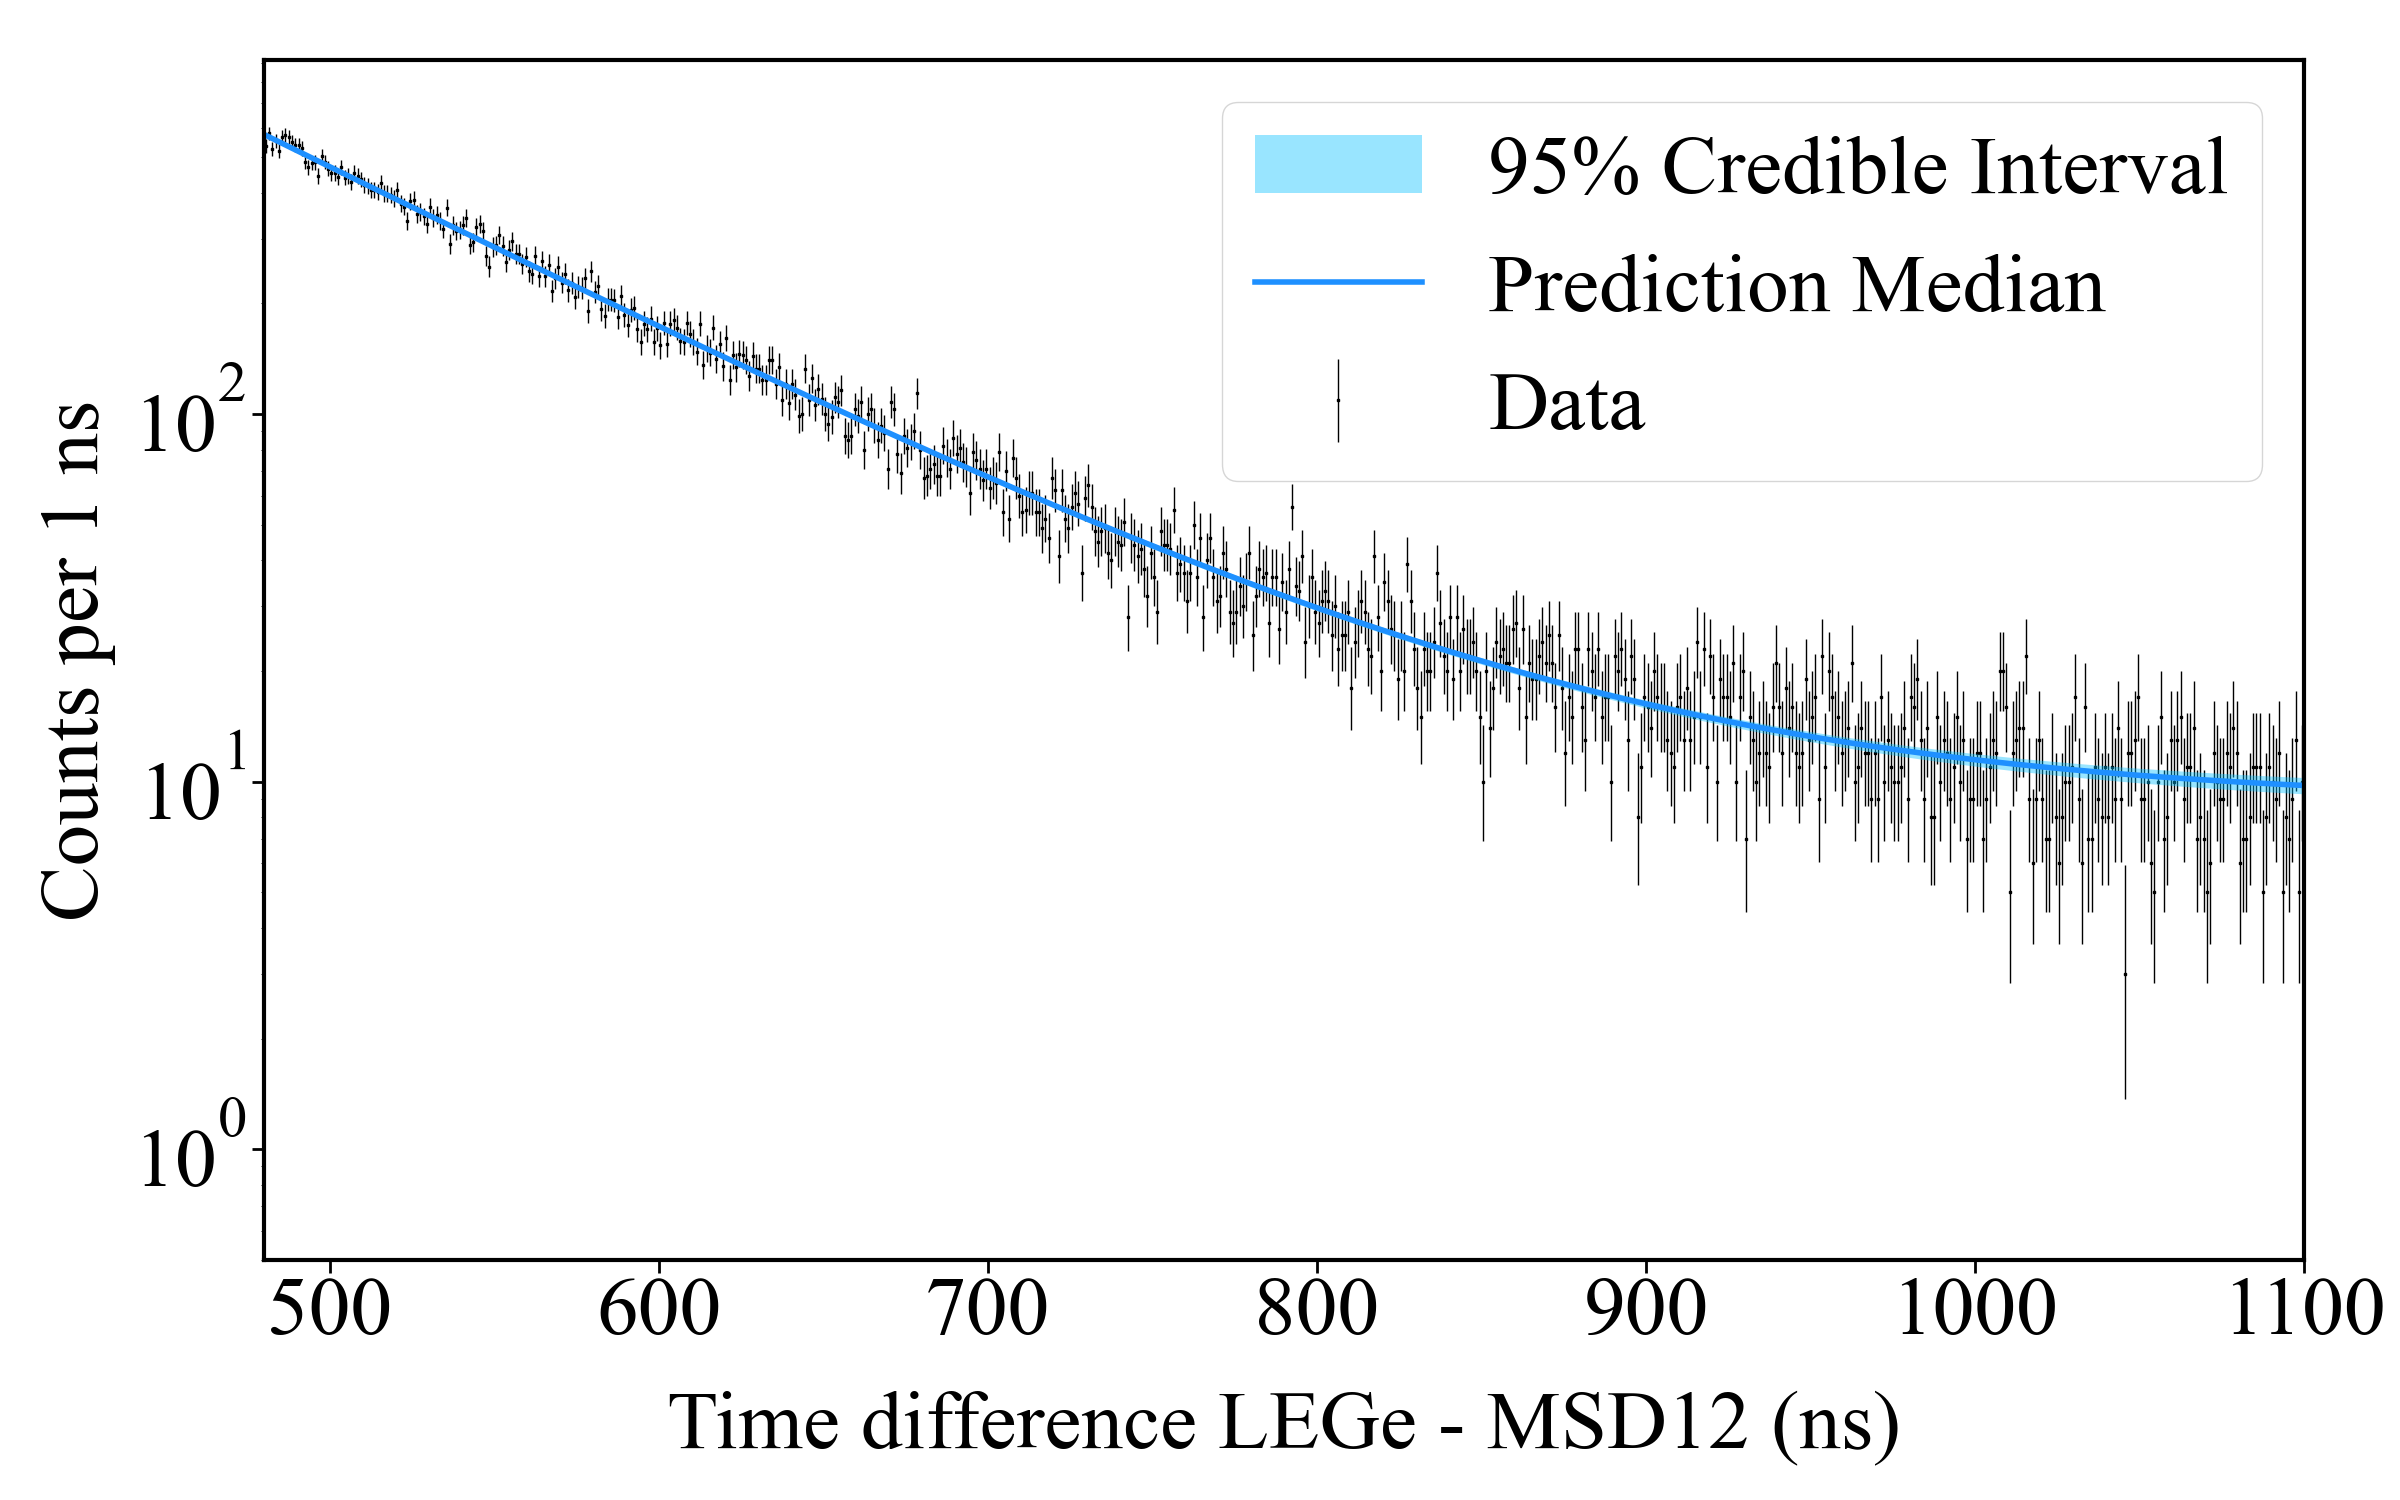 95% Credible Interval
Prediction Median
Data
Counts per 1 ns
10^2
10^1
10^0
500 600 700 800 900 1000 1100
Time difference LEGe - MSD12 (ns)